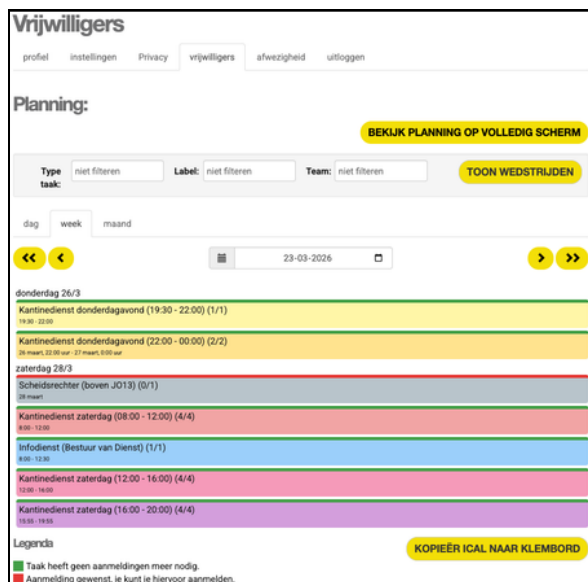 Vrijwilligers
profiel instellingen Privacy vrijwilligers afwezigheid uitloggen
Planning:
BEKIJK PLANNING OP VOLLEDIG SCHERM
Type taak: niet filteren Label: niet filteren Team: niet filteren TOON WEDSTRIJDEN
dag week maand
23-03-2026
donderdag 26/3
Kantinedienst donderdagavond (19:30 - 22:00) (1/1)
19:30 - 22:00
Kantinedienst donderdagavond (22:00 - 00:00) (2/2)
26 maart, 22:00 uur - 27 maart, 0:00 uur
zaterdag 28/3
Scheidsrechter (boven JO13) (0/1)
28 maart
Kantinedienst zaterdag (08:00 - 12:00) (4/4)
8:00 - 12:00
Infodienst (Bestuur van Dienst) (1/1)
8:00 - 12:30
Kantinedienst zaterdag (12:00 - 16:00) (4/4)
12:00 - 16:00
Kantinedienst zaterdag (16:00 - 20:00) (4/4)
15:55 - 19:55
Legenda
KOPIEËR ICAL NAAR KLEMBORD
Taak heeft geen aanmeldingen meer nodig.
Aanmelding gewenst, je kunt je hiervoor aanmelden.